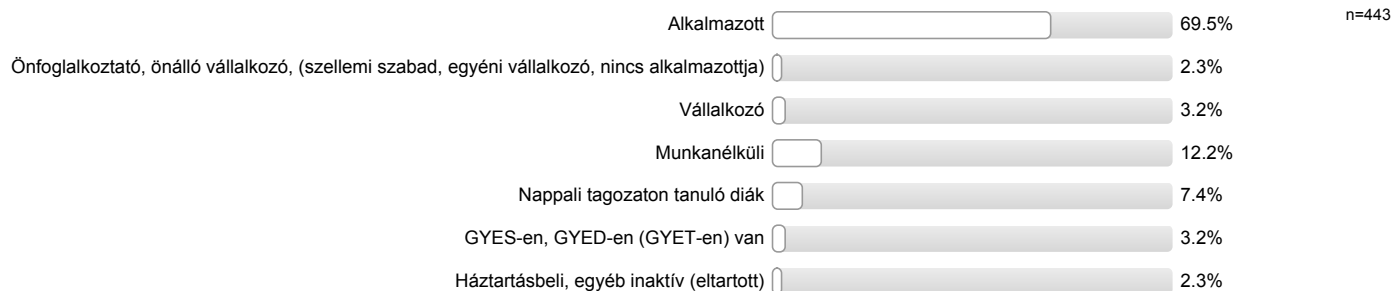 Alkalmazott 69.5% n=443
Önfoglalkoztató, önálló vállalkozó, (szellemi szabad, egyéni vállalkozó, nincs alkalmazottja) 2.3%
Vállalkozó 3.2%
Munkanélküli 12.2%
Nappali tagozaton tanuló diák 7.4%
GYES-en, GYED-en (GYET-en) van 3.2%
Háztartásbeli, egyéb inaktív (eltartott) 2.3%